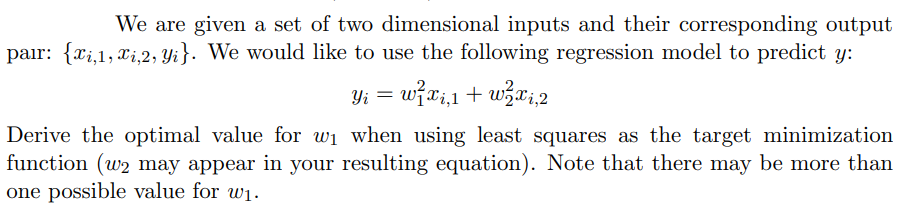 We are given a set of two dimensional inputs and their corresponding output
pair: {x_{i,1}, x_{i,2}, y_i}. We would like to use the following regression model to predict y:
y_i = w_1^2 x_{i,1} + w_2^2 x_{i,2}
Derive the optimal value for w_1 when using least squares as the target minimization
function (w_2 may appear in your resulting equation). Note that there may be more than
one possible value for w_1.